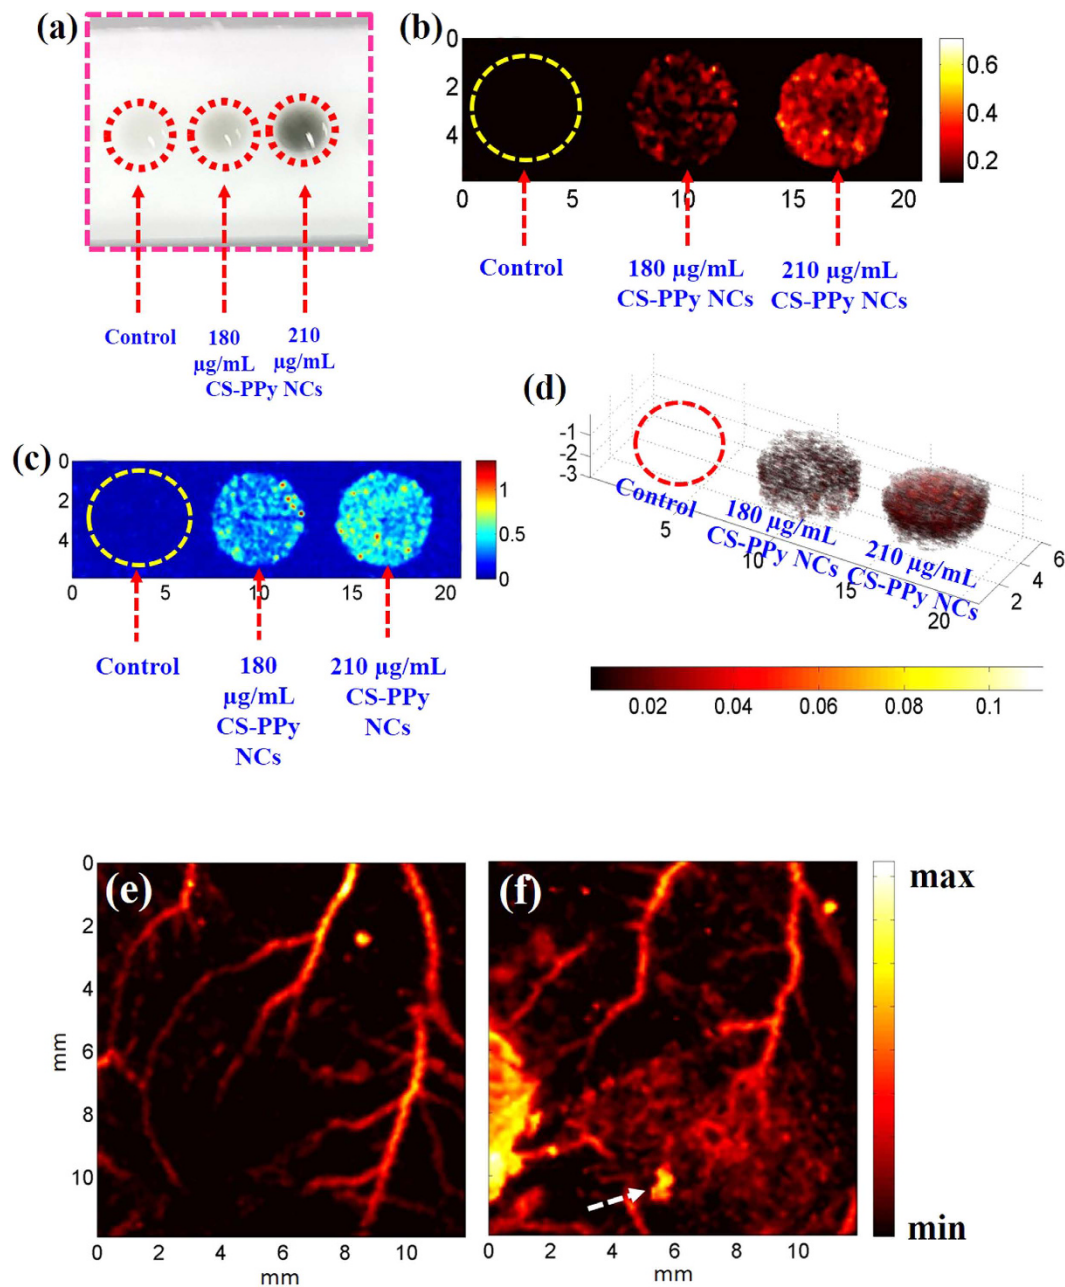 (a)
Control
180
µg/mL
210
µg/mL
CS-PPy NCs
(b)
0
2
4
0
5
10
15
20
0.6
0.4
0.2
Control
180 µg/mL
CS-PPy NCs
210 µg/mL
CS-PPy NCs
(c)
0
2
4
0
5
10
15
20
1
0.5
0
Control
180
µg/mL
CS-PPy
NCs
210 µg/mL
CS-PPy
NCs
(d)
-1
-2
-3
5
10
15
20
2
4
6
Control
180 µg/mL
CS-PPy NCs
210 µg/mL
CS-PPy NCs
0.02
0.04
0.06
0.08
0.1
(e)
0
2
4
6
8
10
mm
0
2
4
6
8
10
mm
(f)
0
2
4
6
8
10
mm
max
min